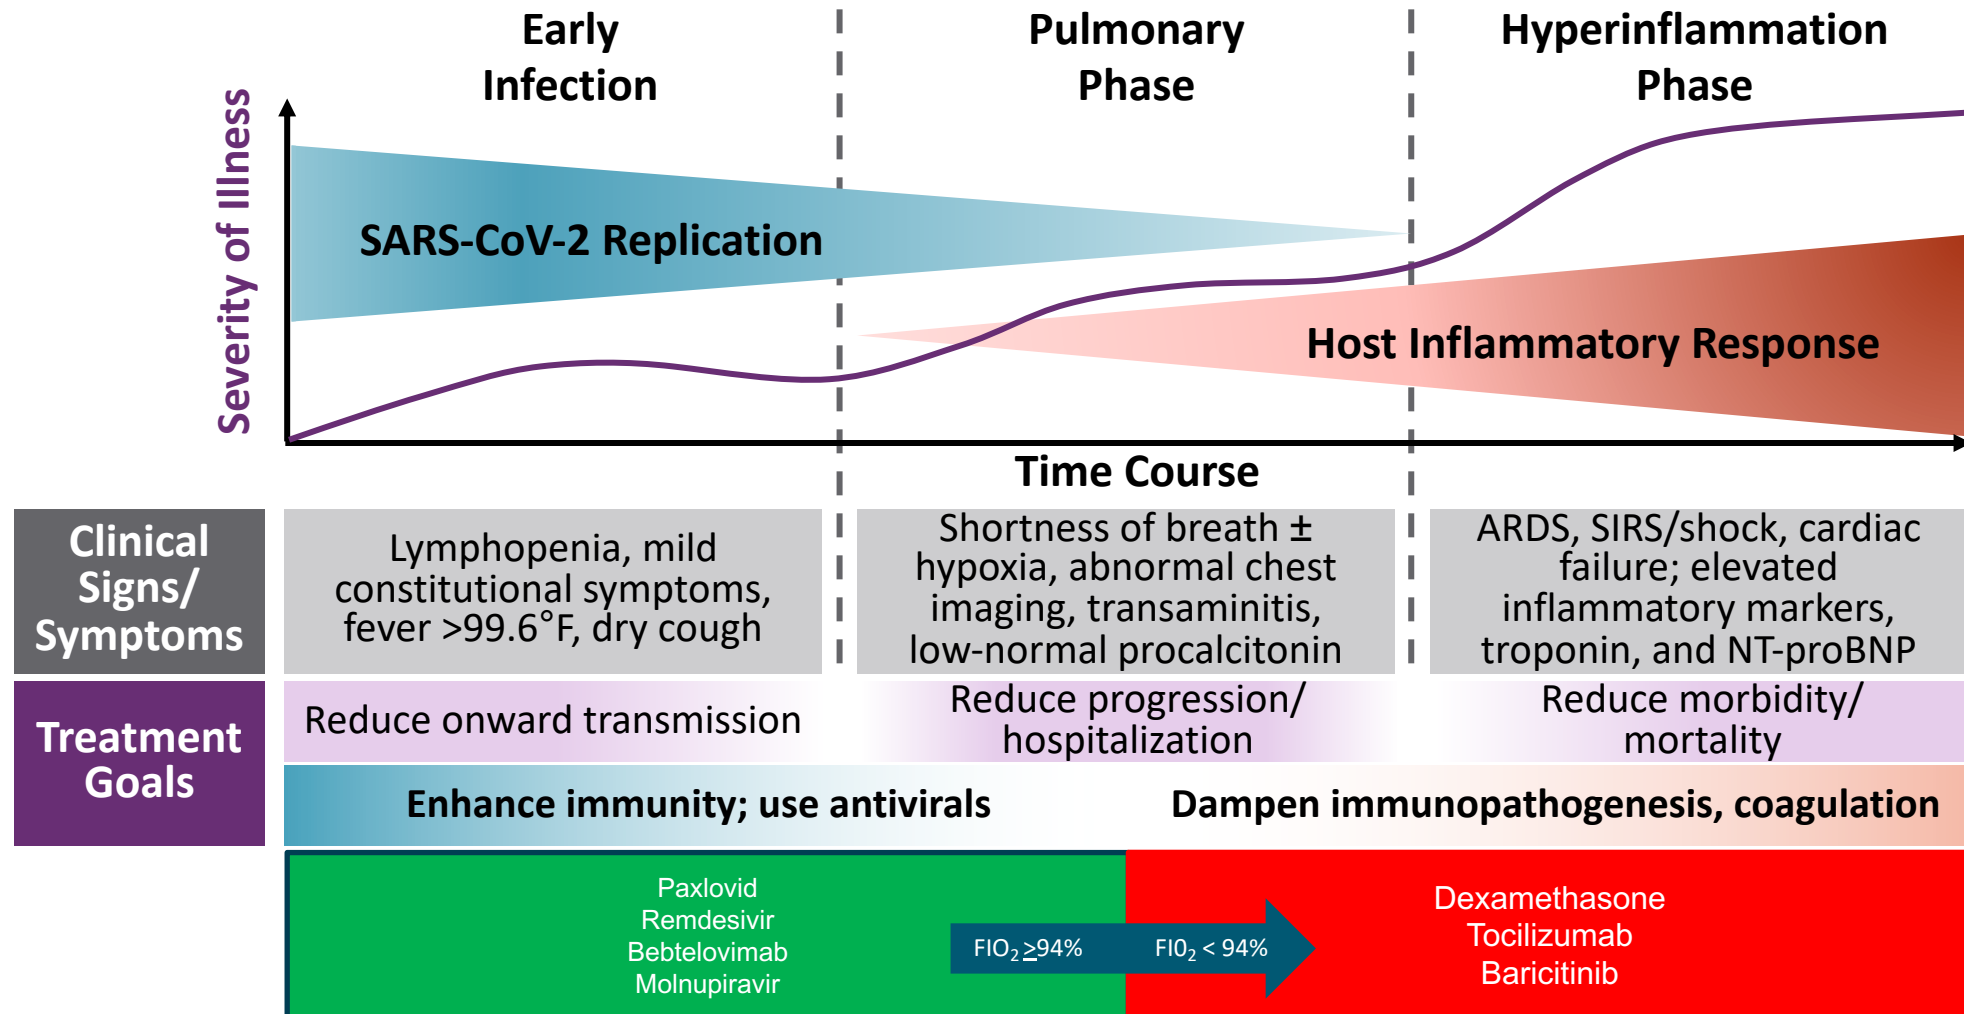 Early
Infection
Pulmonary
Phase
Hyperinflammation
Phase
Severity of Illness
SARS-CoV-2 Replication
Host Inflammatory Response
Time Course
Clinical
Signs/
Symptoms
Lymphopenia, mild
constitutional symptoms,
fever >99.6°F, dry cough
Shortness of breath ±
hypoxia, abnormal chest
imaging, transaminitis,
low-normal procalcitonin
ARDS, SIRS/shock, cardiac
failure; elevated
inflammatory markers,
troponin, and NT-proBNP
Treatment
Goals
Reduce onward transmission
Reduce progression/
hospitalization
Reduce morbidity/
mortality
Enhance immunity; use antivirals
Dampen immunopathogenesis, coagulation
Paxlovid
Remdesivir
Bebtelovimab
Molnupiravir
FIO₂ ≥94%
FI0₂ < 94%
Dexamethasone
Tocilizumab
Baricitinib